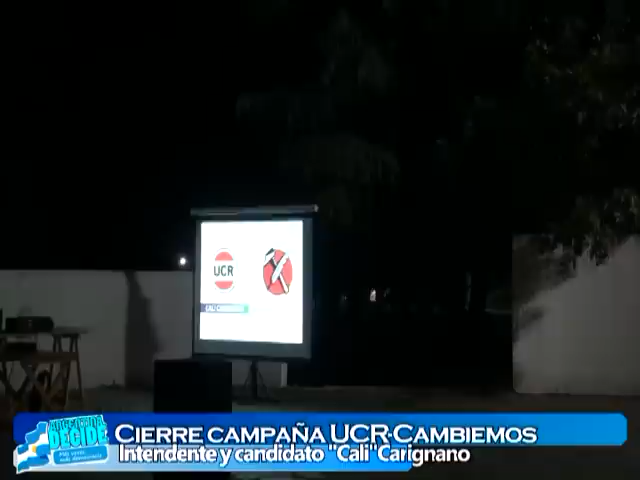 UCR
CIERRE CAMPAÑA UCR-CAMBIEMOS
DECIDE
Intendente y candidato "Cali"Carignano